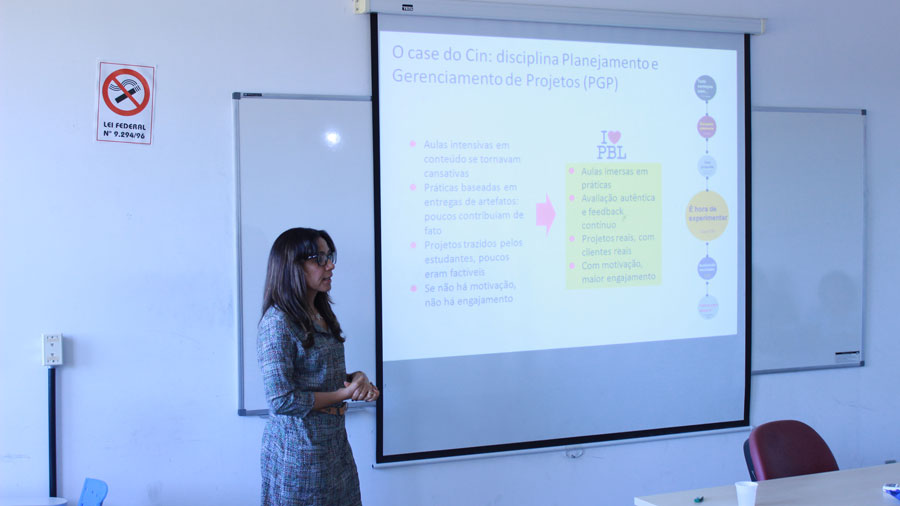 LEI FEDERAL
Nº 9.294/96
O case do Cin: disciplina Planejamento e
Gerenciamento de Projetos (PGP)
Aulas intensivas em
conteúdo se tornavam
cansativas
Práticas baseadas em
entregas de artefatos:
poucos contribuíam de
fato
Projetos trazidos pelos
estudantes, poucos
eram factíveis
Se não há motivação,
não há engajamento
I
PBL
Aulas imersas em
práticas
Avaliação autêntica
e feedback
contínuo
Projetos reais, com
clientes reais
Com motivação,
maior engajamento
É hora de
experimentar